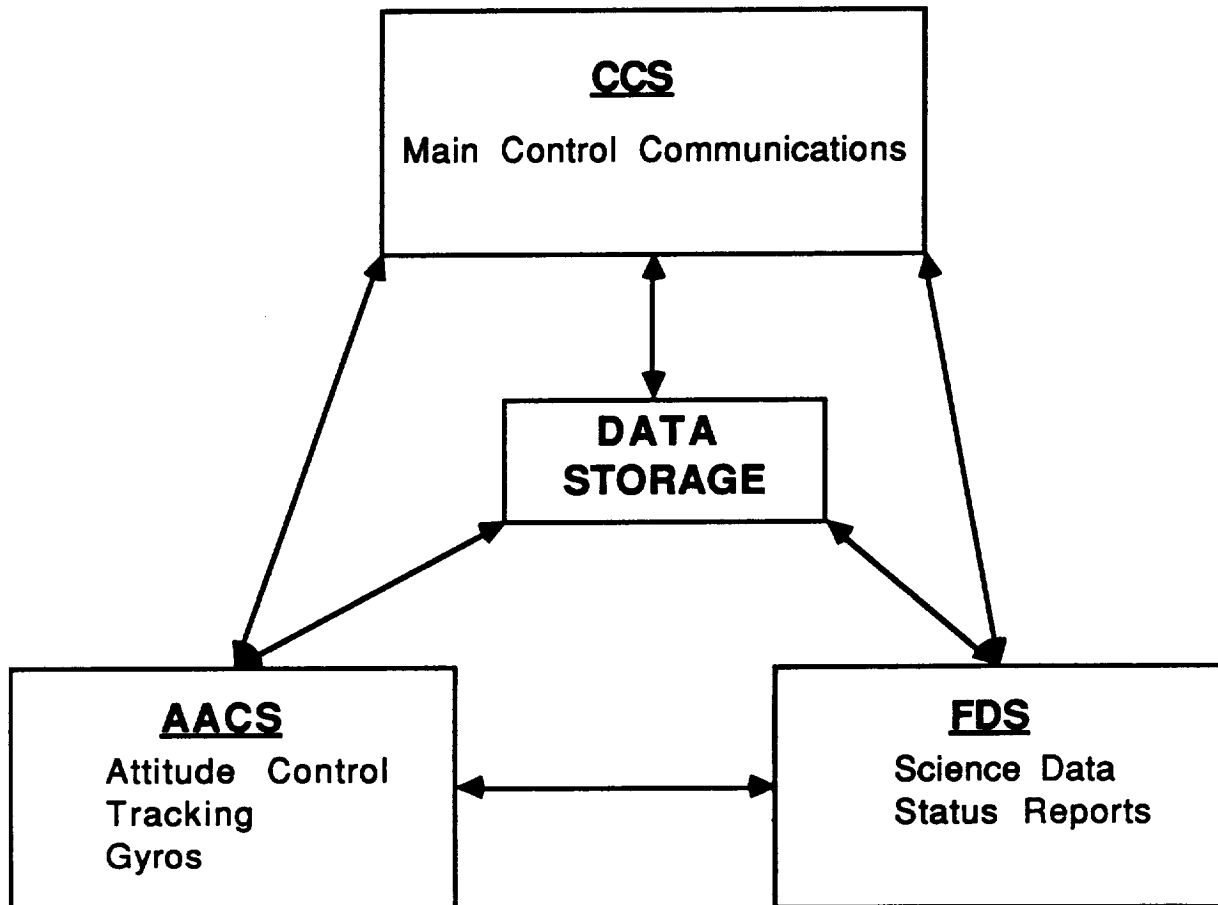 CCS
Main Control Communications
DATA
STORAGE
AACS
Attitude Control
Tracking
Gyros
FDS
Science Data
Status Reports